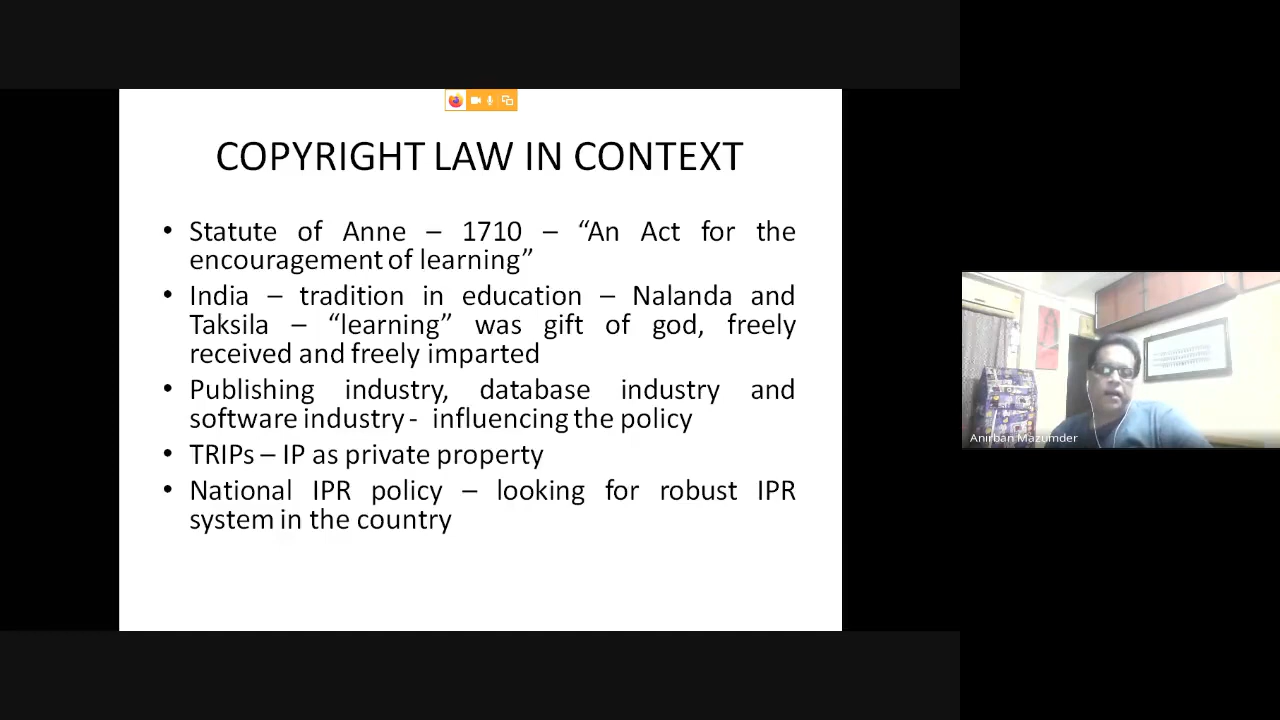 COPYRIGHT LAW IN CONTEXT
• Statute of Anne – 1710 – “An Act for the
encouragement of learning”
• India – tradition in education – Nalanda and
Taksila – “learning” was gift of god, freely
received and freely imparted
• Publishing industry, database industry and
software industry - influencing the policy
• TRIPs – IP as private property
• National IPR policy – looking for robust IPR
system in the country
Anirban Mazumder